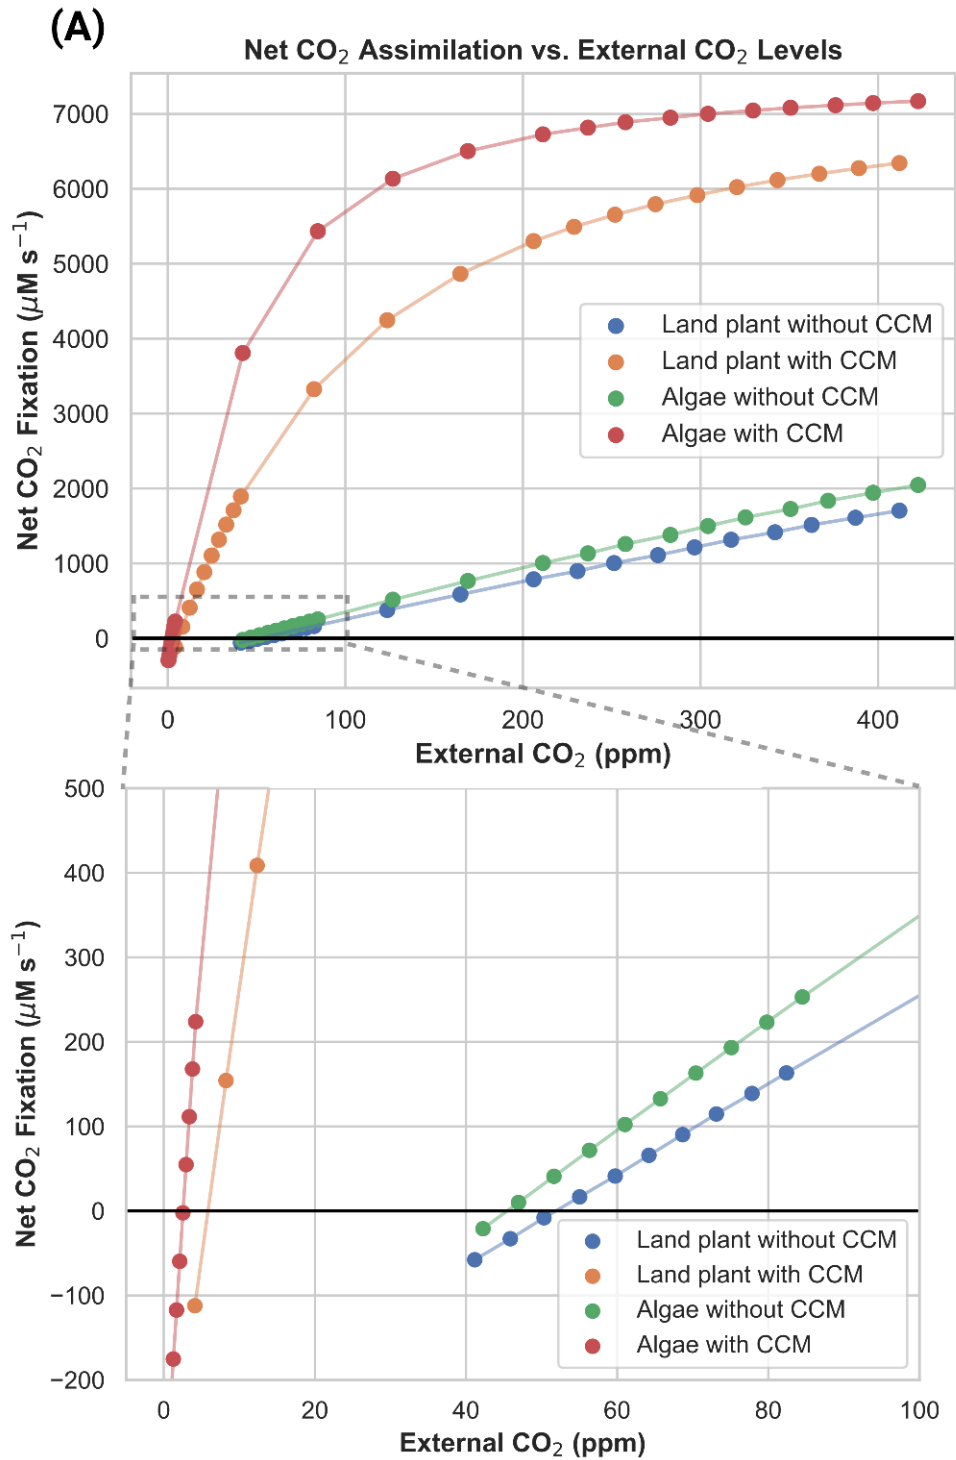 (A)
Net CO₂ Assimilation vs. External CO₂ Levels
7000
6000
5000
4000
3000
2000
1000
0
Net CO₂ Fixation (μM s⁻¹)
Land plant without CCM
Land plant with CCM
Algae without CCM
Algae with CCM
0 100 200 300 400
External CO₂ (ppm)
500
400
300
200
100
0
−100
−200
Net CO₂ Fixation (μM s⁻¹)
Land plant without CCM
Land plant with CCM
Algae without CCM
Algae with CCM
0 20 40 60 80 100
External CO₂ (ppm)